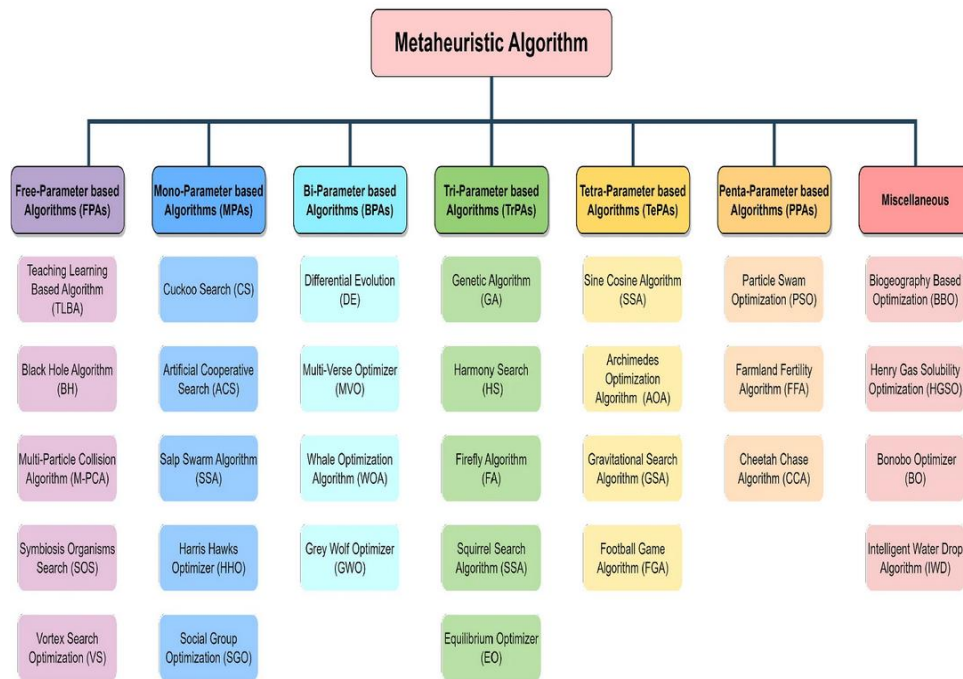 Metaheuristic Algorithm
Free-Parameter based
Algorithms (FPAs)
Mono-Parameter based
Algorithms (MPAs)
Bi-Parameter based
Algorithms (BPAs)
Tri-Parameter based
Algorithms (TrPAs)
Tetra-Parameter based
Algorithms (TePAs)
Penta-Parameter based
Algorithms (PPAs)
Miscellaneous
Teaching Learning
Based Algorithm
(TLBA)
Cuckoo Search (CS)
Differential Evolution
(DE)
Genetic Algorithm
(GA)
Sine Cosine Algorithm
(SSA)
Particle Swam
Optimization (PSO)
Biogeography Based
Optimization (BBO)
Black Hole Algorithm
(BH)
Artificial Cooperative
Search (ACS)
Multi-Verse Optimizer
(MVO)
Harmony Search
(HS)
Archimedes
Optimization
Algorithm (AOA)
Farmland Fertility
Algorithm (FFA)
Henry Gas Solubility
Optimization (HGSO)
Multi-Particle Collision
Algorithm (M-PCA)
Salp Swarm Algorithm
(SSA)
Whale Optimization
Algorithm (WOA)
Firefly Algorithm
(FA)
Gravitational Search
Algorithm (GSA)
Cheetah Chase
Algorithm (CCA)
Bonobo Optimizer
(BO)
Symbiosis Organisms
Search (SOS)
Harris Hawks
Optimizer (HHO)
Grey Wolf Optimizer
(GWO)
Squirrel Search
Algorithm (SSA)
Football Game
Algorithm (FGA)
Intelligent Water Drop
Algorithm (IWD)
Vortex Search
Optimization (VS)
Social Group
Optimization (SGO)
Equilibrium Optimizer
(EO)